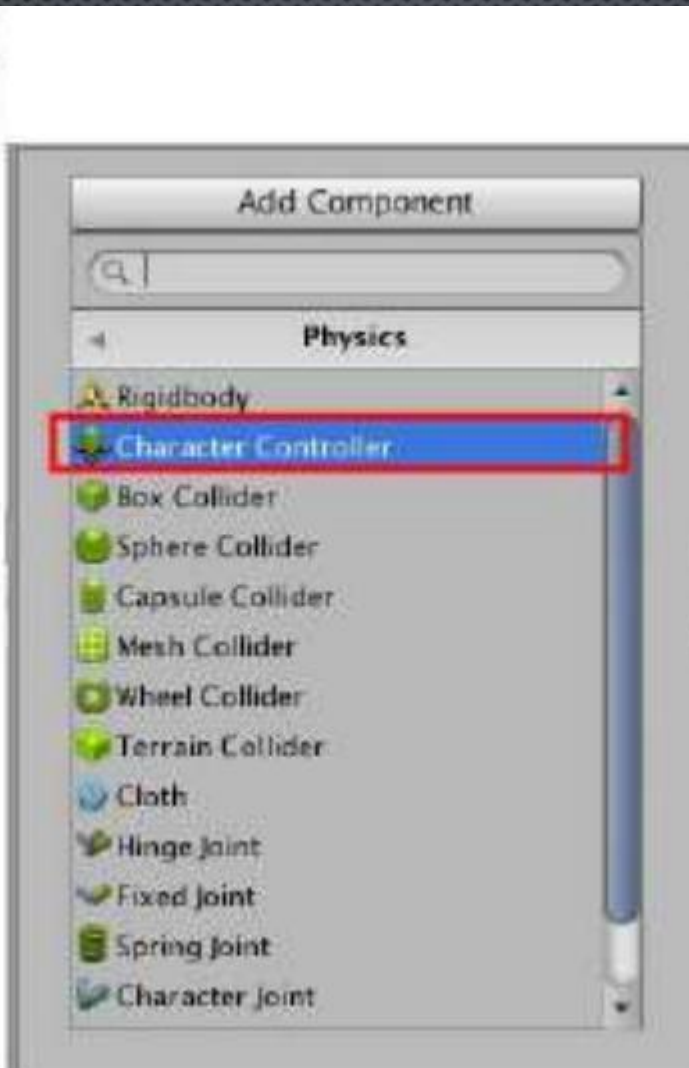 Add Component
Physics
Rigidbody
Character Controller
Box Collider
Sphere Collider
Capsule Collider
Mesh Collider
Wheel Collider
Terrain Collider
Cloth
Hinge Joint
Fixed Joint
Spring Joint
Character Joint